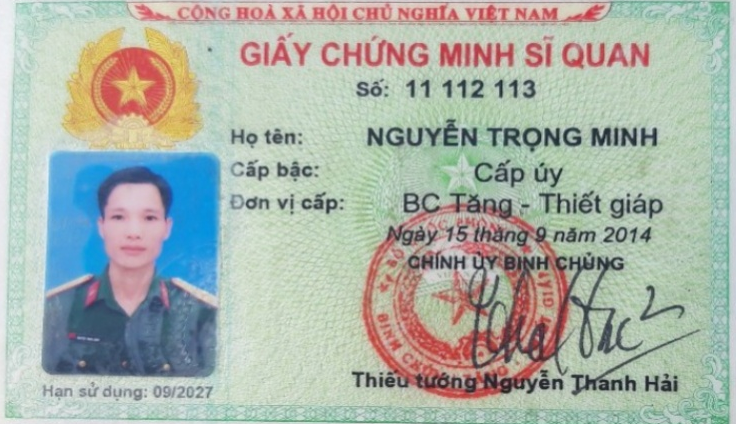 CỘNG HOÀ XÃ HỘI CHỦ NGHĨA VIỆT NAM
GIẤY CHỨNG MINH SĨ QUAN
Số: 11 112 113
Họ tên: NGUYỄN TRỌNG MINH
Cấp bậc: Cấp úy
Đơn vị cấp: BC Tăng - Thiết giáp
Ngày 15 tháng 9 năm 2014
CHÍNH ỦY BINH CHỦNG
Thiếu tướng Nguyễn Thanh Hải
Hạn sử dụng: 09/2027